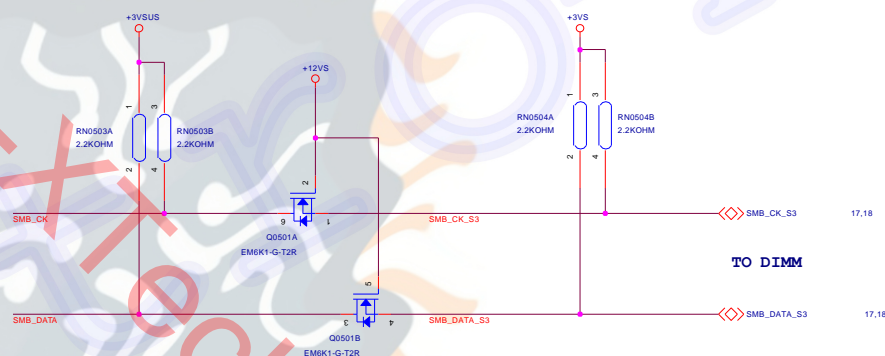 +3VSUS
+3VS
+12VS
1
3
RN0503A
2.2KOHM
RN0503B
2.2KOHM
2
4
1
3
RN0504A
2.2KOHM
RN0504B
2.2KOHM
2
4
2
SMB_CK
6
1
SMB_CK_S3
SMB_CK_S3
17,18
Q0501A
EM6K1-G-T2R
TO DIMM
5
SMB_DATA
3
4
SMB_DATA_S3
SMB_DATA_S3
17,18
Q0501B
EM6K1-G-T2R